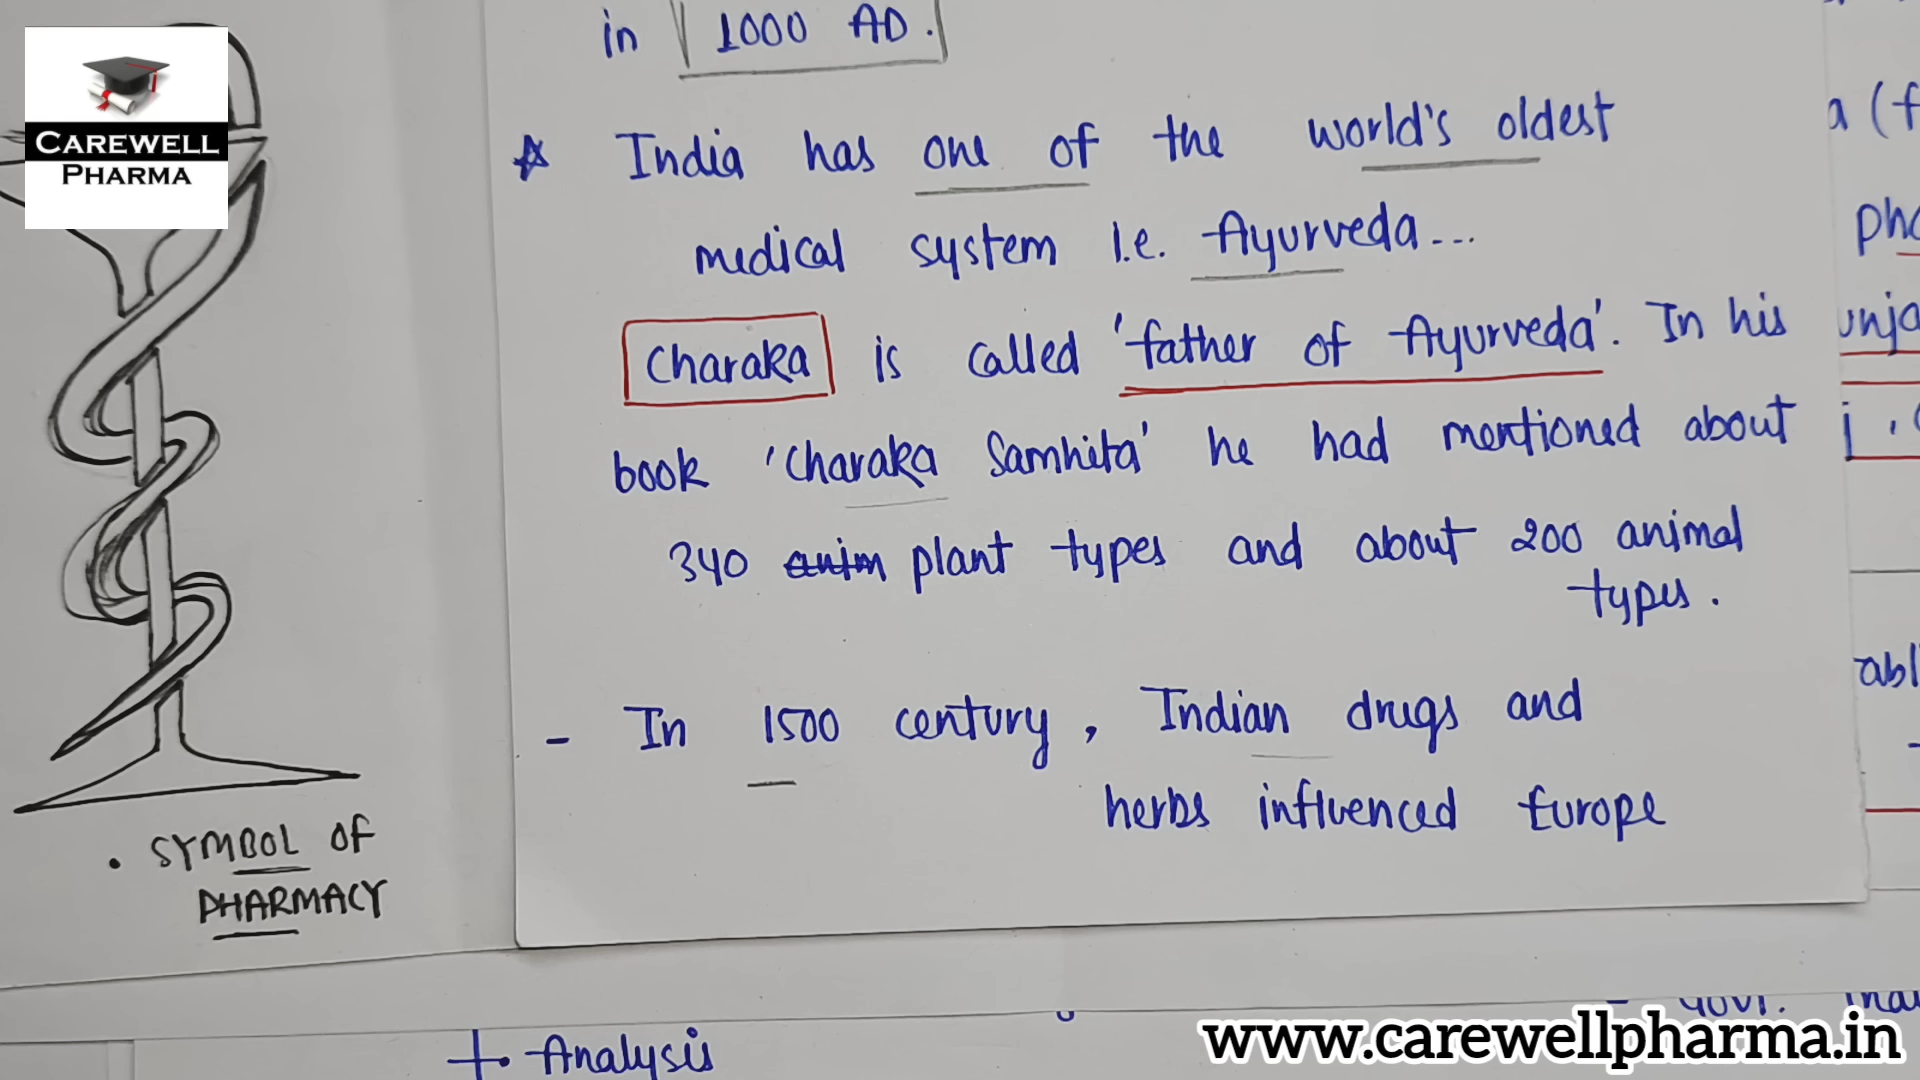 CAREWELL
PHARMA
in 1000 AD.
☆ India has one of the world's oldest
medical system i.e. Ayurveda...
Charaka is called 'father of Ayurveda'. In his
book 'Charaka Samhita' he had mentioned about
340 anim plant types and about 200 animal
types.
- In 1500 century, Indian drugs and
herbs influenced Europe
• SYMBOL OF
PHARMACY
• Analysis
www.carewellpharma.in